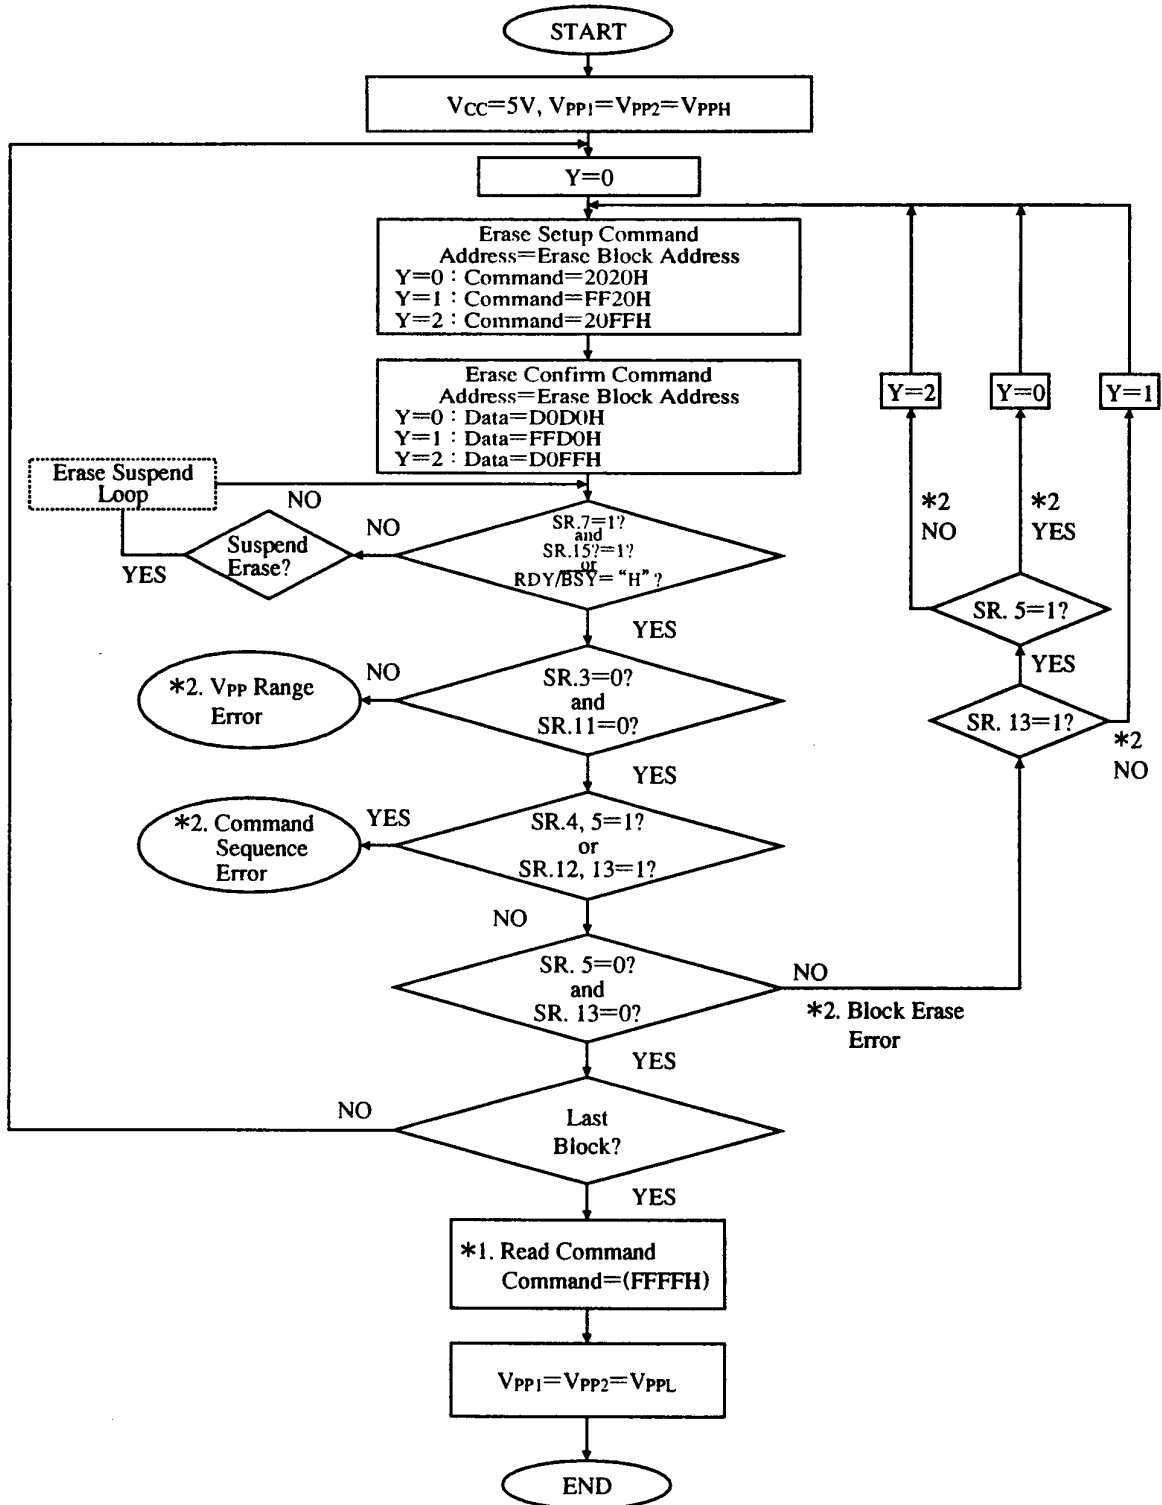 START
VCC=5V, VPP1=VPP2=VPPH
Y=0
Erase Setup Command
Address=Erase Block Address
Y=0 : Command=2020H
Y=1 : Command=FF20H
Y=2 : Command=20FFH
Erase Confirm Command
Address=Erase Block Address
Y=0 : Data=D0D0H
Y=1 : Data=FFD0H
Y=2 : Data=D0FFH
Y=2
Y=0
Y=1
Erase Suspend
Loop
NO
YES
Suspend
Erase?
NO
SR.7=1?
and
SR.15?=1?
or
RDY/BSY= “H” ?
*2
NO
*2
YES
YES
SR. 5=1?
YES
*2. VPP Range
Error
NO
SR.3=0?
and
SR.11=0?
SR. 13=1?
*2
NO
YES
*2. Command
Sequence
Error
YES
SR.4, 5=1?
or
SR.12, 13=1?
NO
SR. 5=0?
and
SR. 13=0?
NO
*2. Block Erase
Error
YES
NO
Last
Block?
YES
*1. Read Command
Command=(FFFFH)
VPP1=VPP2=VPPL
END